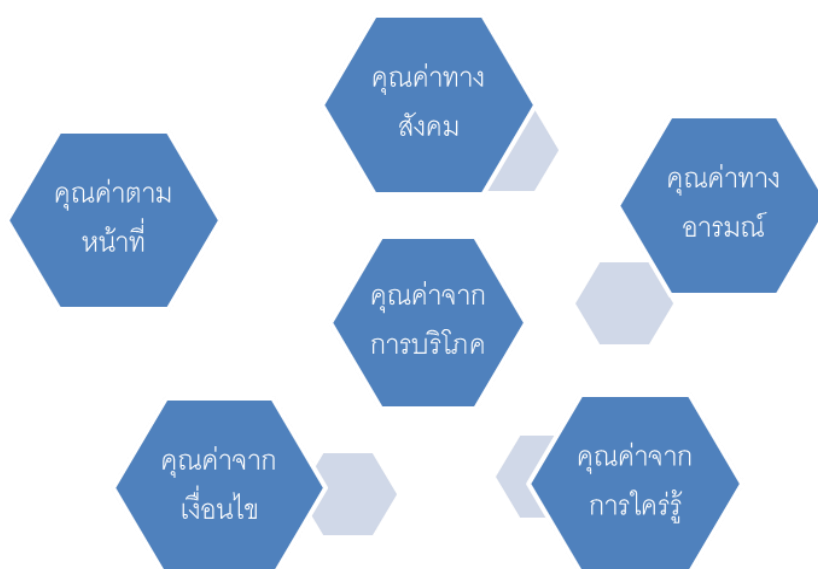 คุณค่าทาง
สังคม
คุณค่าตาม
หน้าที่
คุณค่าทาง
อารมณ์
คุณค่าจาก
การบริโภค
คุณค่าจาก
เงื่อนไข
คุณค่าจาก
การใคร่รู้